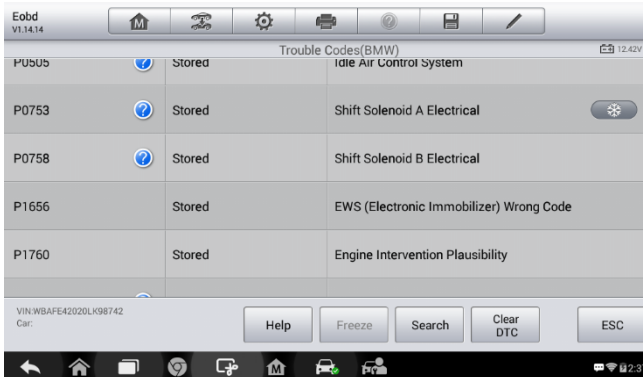 Eobd
V1.14.14
Trouble Codes(BMW)
12.42V
P0505 Stored Idle Air Control System
P0753 Stored Shift Solenoid A Electrical
P0758 Stored Shift Solenoid B Electrical
P1656 Stored EWS (Electronic Immobilizer) Wrong Code
P1760 Stored Engine Intervention Plausibility
VIN:WBAFE42020LK98742
Car:
Help Freeze Search Clear DTC ESC